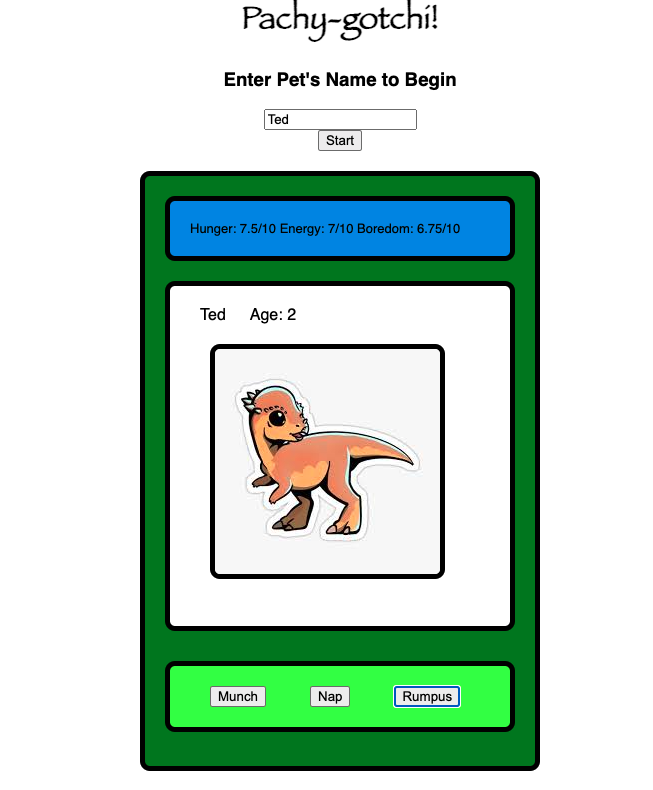 Pachy-gotchi!
Enter Pet's Name to Begin
Ted
Start
Hunger: 7.5/10 Energy: 7/10 Boredom: 6.75/10
Ted Age: 2
Munch Nap Rumpus